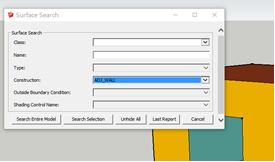 Surface Search
Surface Search
Class:
Name:
Type:
Construction: ADJ_WALL
Outside Boundary Condition:
Shading Control Name:
Search Entire Model Search Selection Unhide All Last Report Cancel